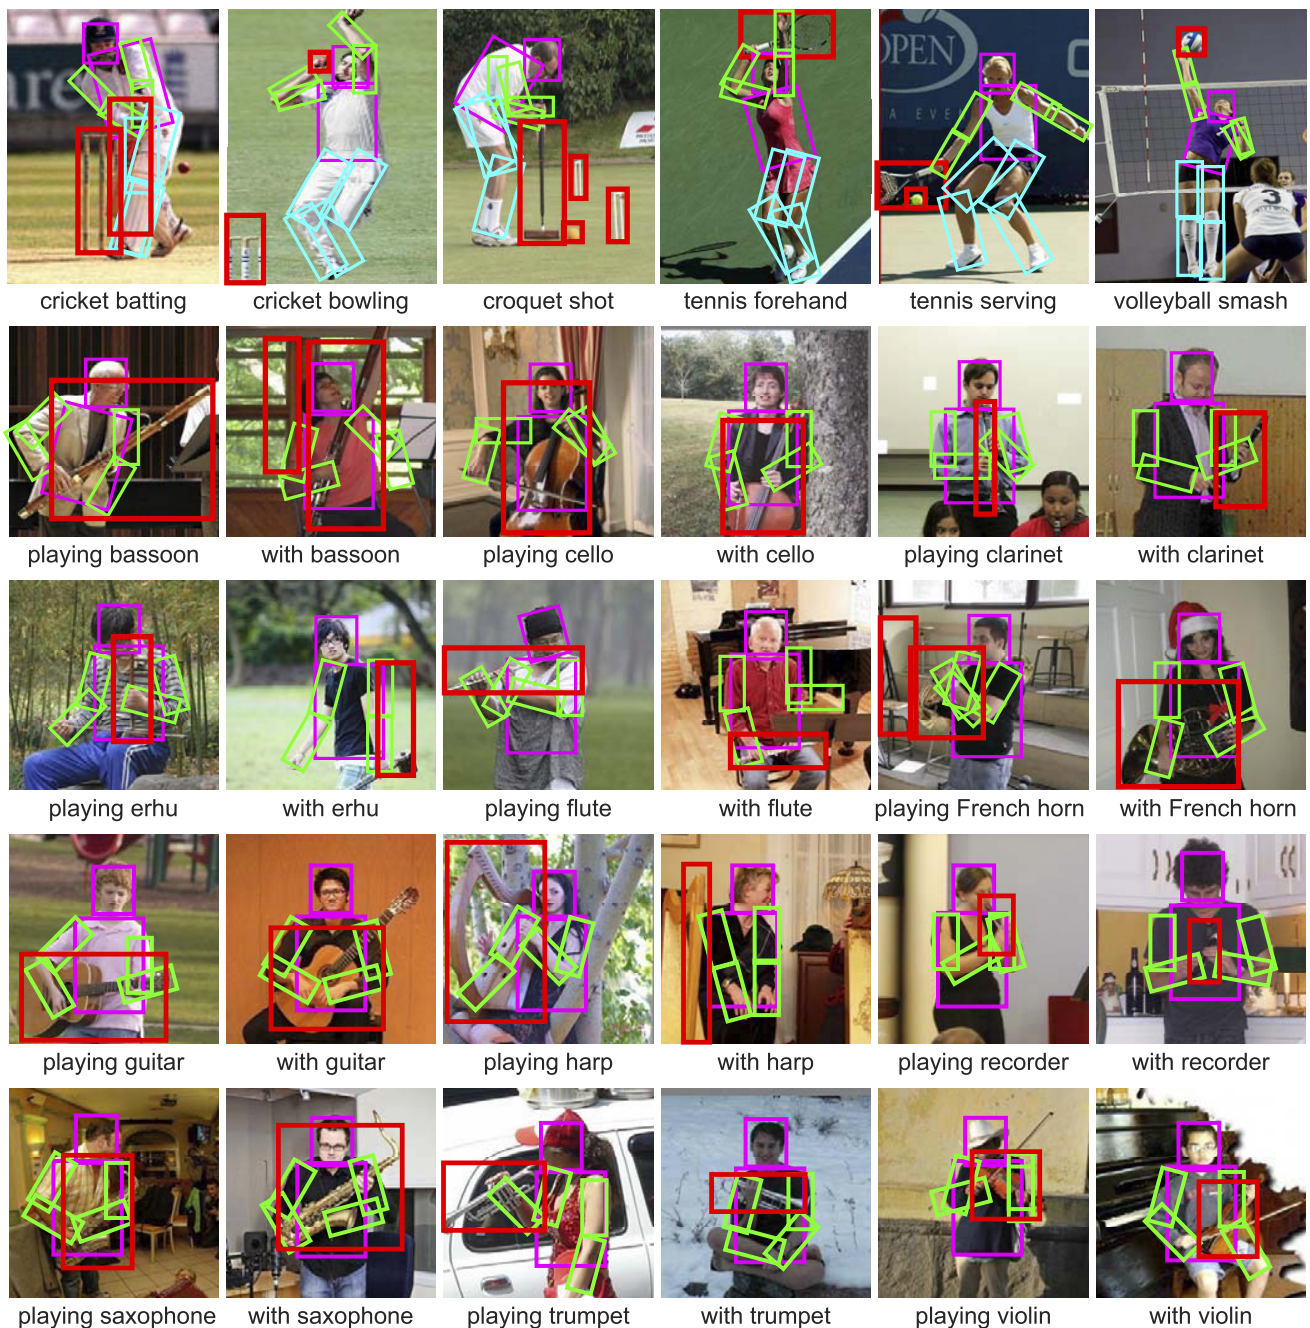 OPEN
A EVE
3
cricket batting
cricket bowling
croquet shot
tennis forehand
tennis serving
volleyball smash
playing bassoon
with bassoon
playing cello
with cello
playing clarinet
with clarinet
playing erhu
with erhu
playing flute
with flute
playing French horn
with French horn
playing guitar
with guitar
playing harp
with harp
playing recorder
with recorder
playing saxophone
with saxophone
playing trumpet
with trumpet
playing violin
with violin